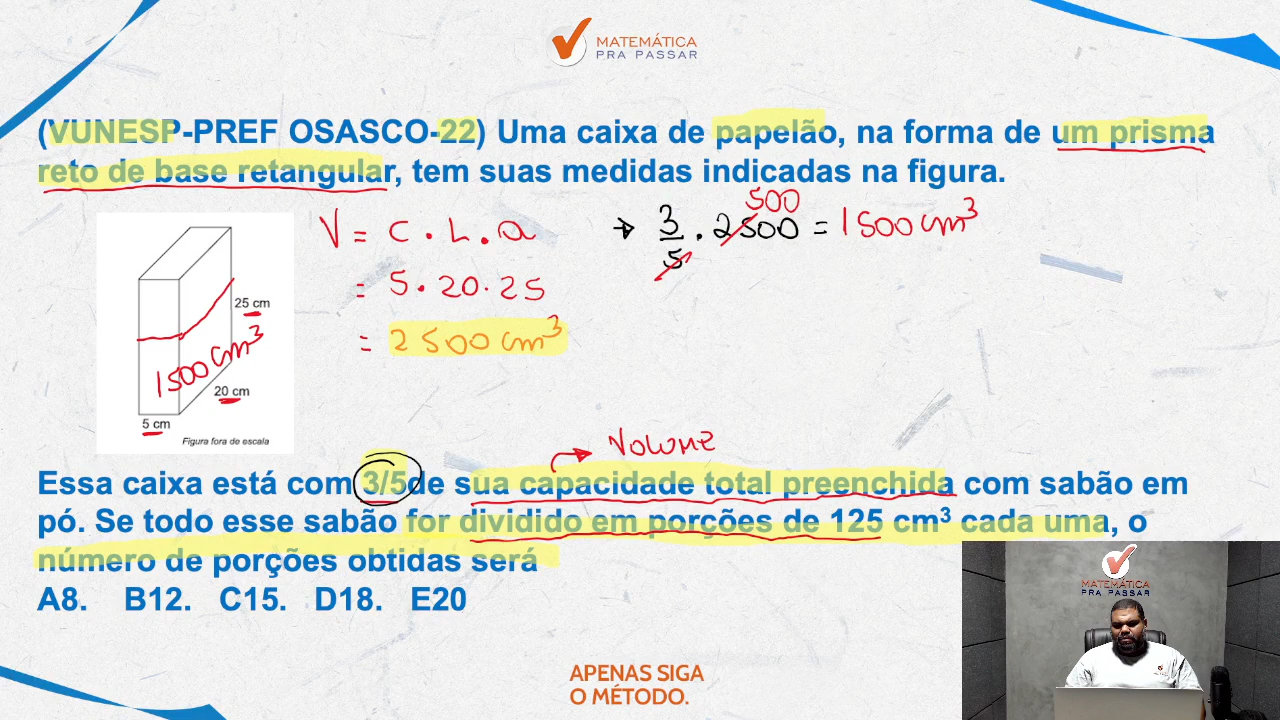 MATEMÁTICA
PRA PASSAR
(VUNESP-PREF OSASCO-22) Uma caixa de papelão, na forma de um prisma
reto de base retangular, tem suas medidas indicadas na figura.
V = C . L . a
= 5 . 20 . 25
= 2500 cm³
→ 3/5 . 2500 = 1500 cm³
500
25 cm
1500 cm³
20 cm
5 cm
Figura fora de escala
→ VOLUME
Essa caixa está com 3/5de sua capacidade total preenchida com sabão em
pó. Se todo esse sabão for dividido em porções de 125 cm³ cada uma, o
número de porções obtidas será
A8. B12. C15. D18. E20
MATEMÁTICA
PRA PASSAR
APENAS SIGA
O MÉTODO.